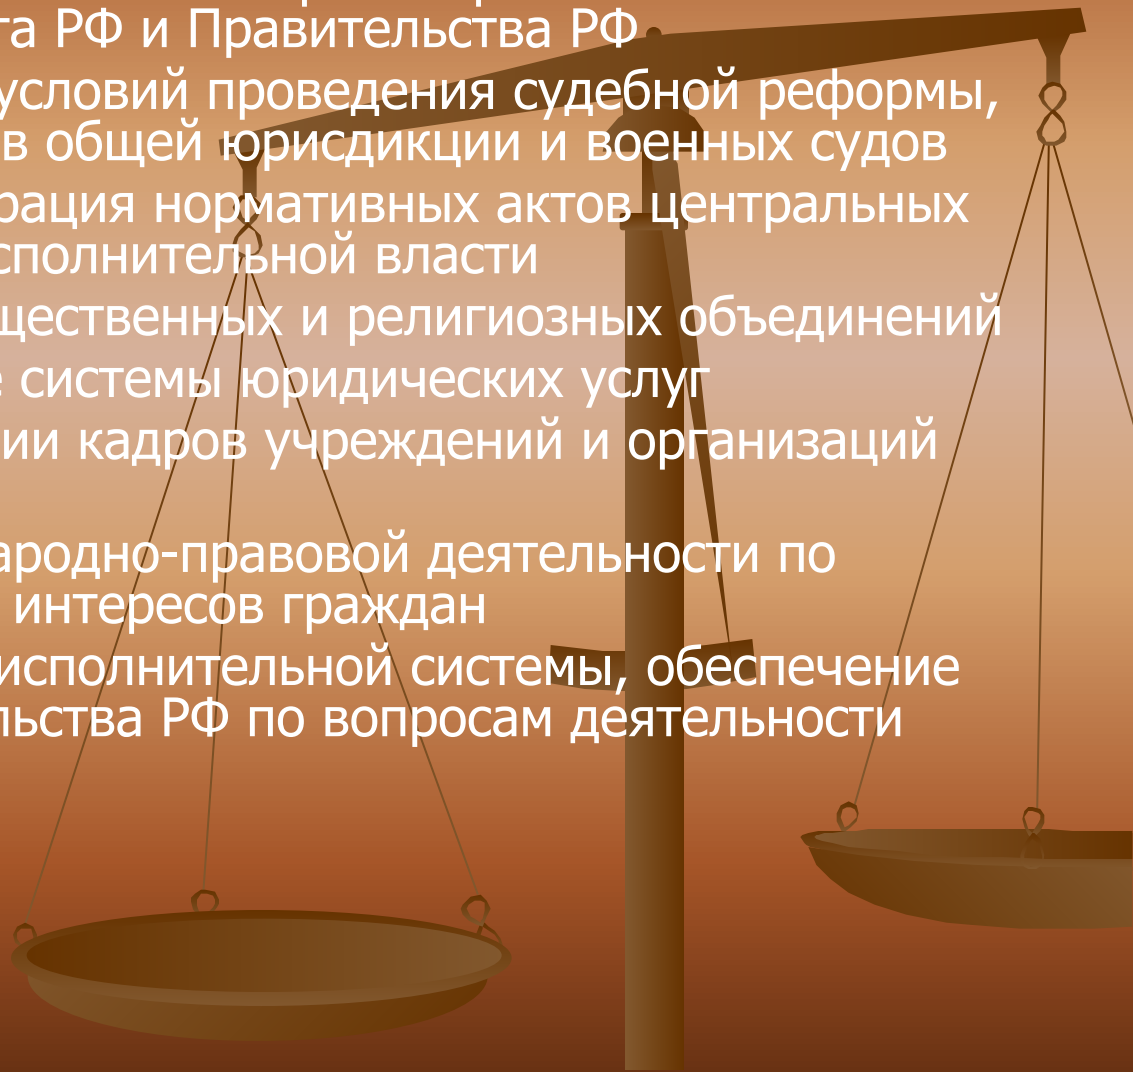 та РФ и Правительства РФ
условий проведения судебной реформы,
в общей юрисдикции и военных судов
рация нормативных актов центральных
сполнительной власти
щественных и религиозных объединений
е системы юридических услуг
ии кадров учреждений и организаций
ародно-правовой деятельности по
интересов граждан
исполнительной системы, обеспечение
льства РФ по вопросам деятельности